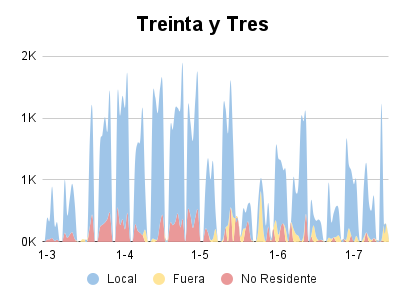 Treinta y Tres
2K
1K
1K
0K
1-3
1-4
1-5
1-6
1-7
Local
Fuera
No Residente